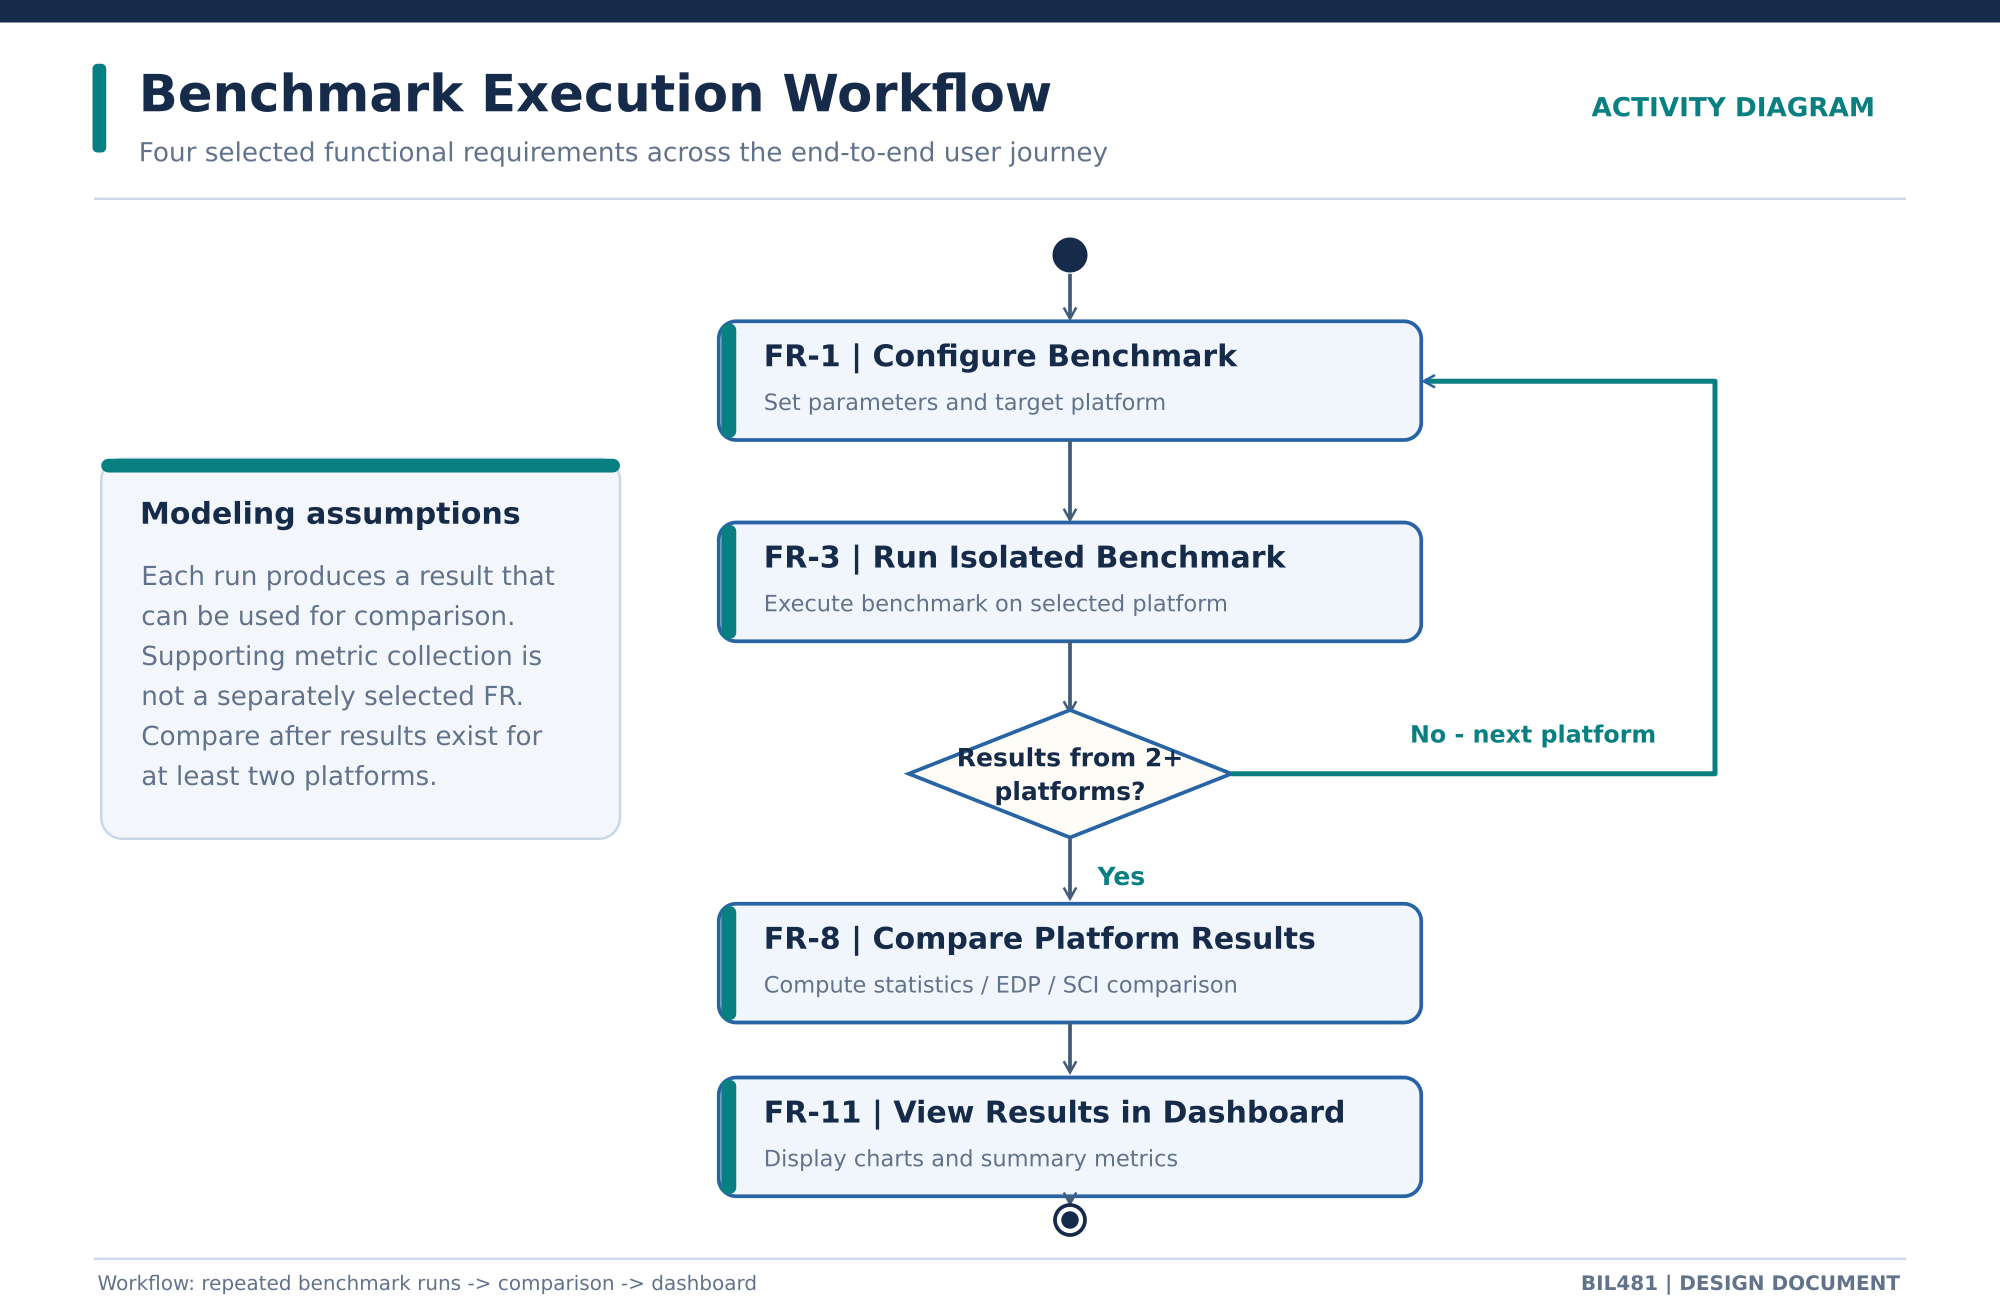 Benchmark Execution Workflow
ACTIVITY DIAGRAM
Four selected functional requirements across the end-to-end user journey
FR-1 | Configure Benchmark
Set parameters and target platform
Modeling assumptions
Each run produces a result that
can be used for comparison.
Supporting metric collection is
not a separately selected FR.
Compare after results exist for
at least two platforms.
FR-3 | Run Isolated Benchmark
Execute benchmark on selected platform
Results from 2+
platforms?
No - next platform
Yes
FR-8 | Compare Platform Results
Compute statistics / EDP / SCI comparison
FR-11 | View Results in Dashboard
Display charts and summary metrics
Workflow: repeated benchmark runs -> comparison -> dashboard
BIL481 | DESIGN DOCUMENT